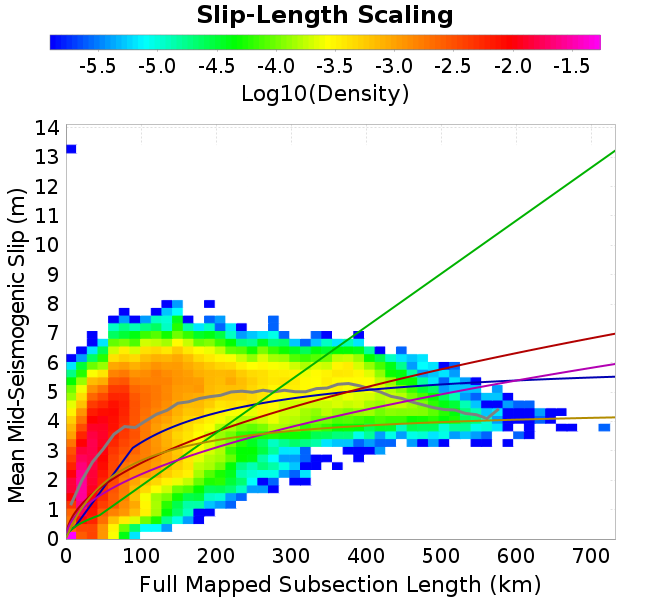 Slip-Length Scaling
-5.5 -5.0 -4.5 -4.0 -3.5 -3.0 -2.5 -2.0 -1.5
Log10(Density)
Mean Mid-Seismogenic Slip (m)
14
13
12
11
10
9
8
7
6
5
4
3
2
1
0
0 100 200 300 400 500 600 700
Full Mapped Subsection Length (km)